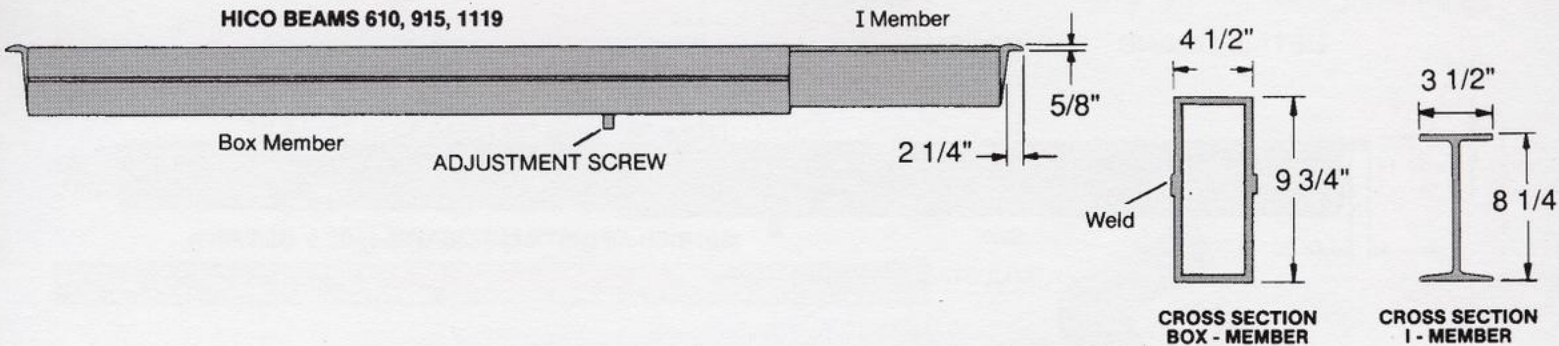 HICO BEAMS 610, 915, 1119
I Member
5/8"
2 1/4"
Box Member
ADJUSTMENT SCREW
4 1/2"
9 3/4"
Weld
CROSS SECTION
BOX - MEMBER
3 1/2"
8 1/4
CROSS SECTION
I - MEMBER